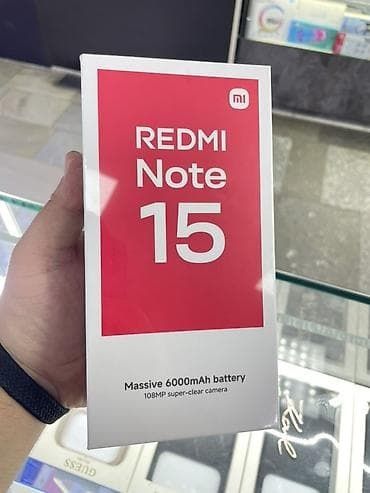 mi
REDMI
Note
15
Massive 6000mAh battery
108MP super-clear camera
GUESS